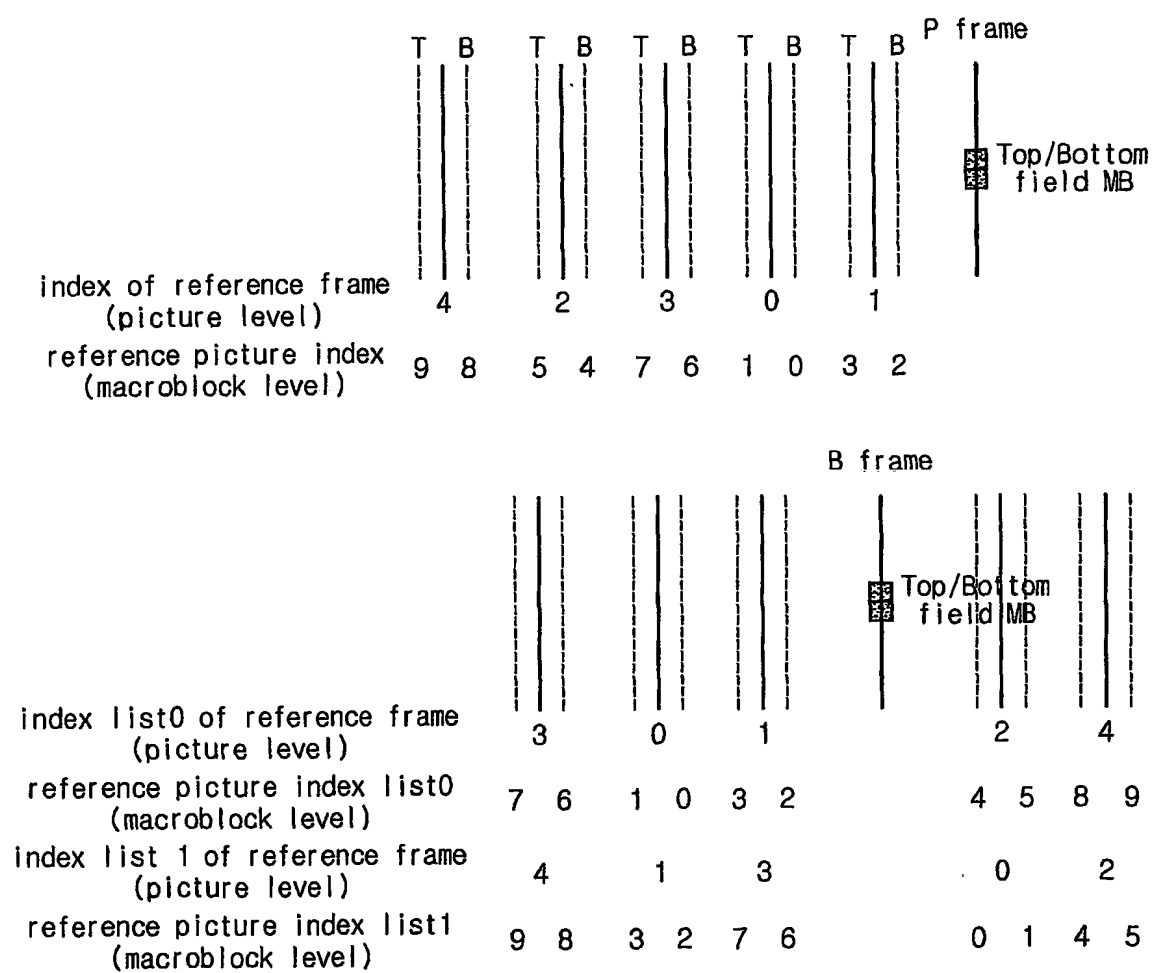 P frame
T B T B T B T B T B
Top/Bottom
field MB
index of reference frame
(picture level)
4 2 3 0 1
reference picture index
(macroblock level)
9 8 5 4 7 6 1 0 3 2
B frame
Top/Bottom
field MB
index list0 of reference frame
(picture level)
3 0 1 2 4
reference picture index list0
(macroblock level)
7 6 1 0 3 2 4 5 8 9
index list 1 of reference frame
(picture level)
4 1 3 0 2
reference picture index list1
(macroblock level)
9 8 3 2 7 6 0 1 4 5